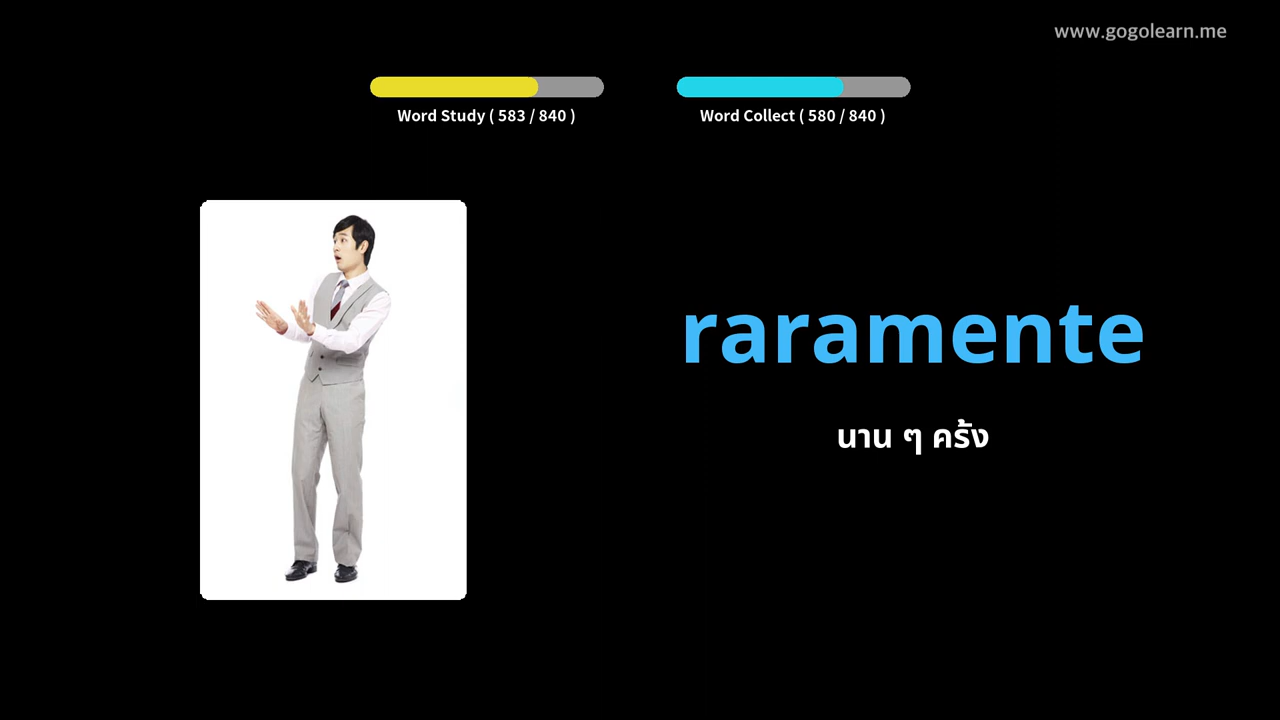 www.gogolearn.me
Word Study ( 583 / 840 )
Word Collect ( 580 / 840 )
raramente
นาน ๆ ครั้ง